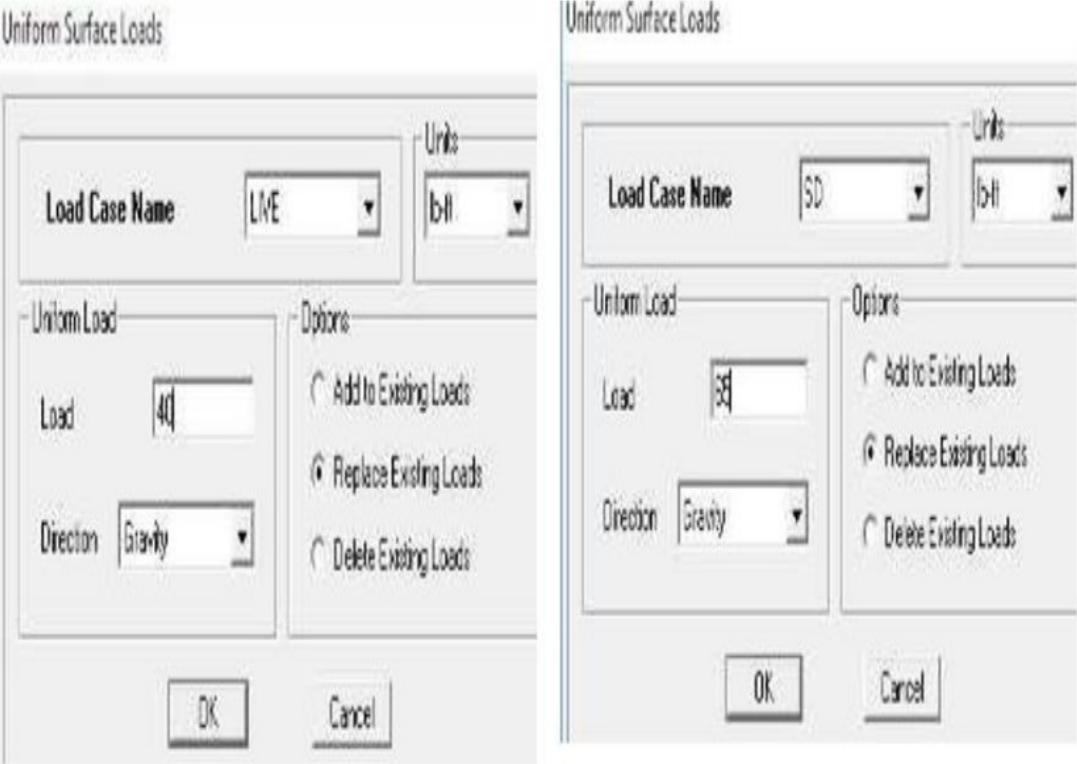 Uniform Surface Loads
Units
Load Case Name LIVE lb-ft
Uniform Load
Options
Load 40
Add to Existing Loads
Replace Existing Loads
Direction Gravity
Delete Existing Loads
OK Cancel
Uniform Surface Loads
Units
Load Case Name SD lb-ft
Uniform Load
Options
Load
Add to Existing Loads
Replace Existing Loads
Direction Gravity
Delete Existing Loads
OK Cancel